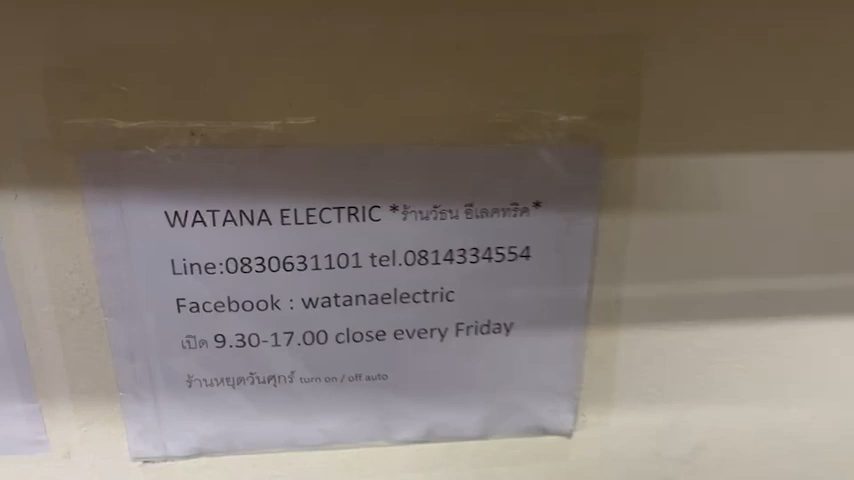 WATANA ELECTRIC *ร้านวัธน อีเลคทริค*
Line:0830631101 tel.0814334554
Facebook : watanaelectric
เปิด 9.30-17.00 close every Friday
ร้านหยุดวันศุกร์ turn on / off auto